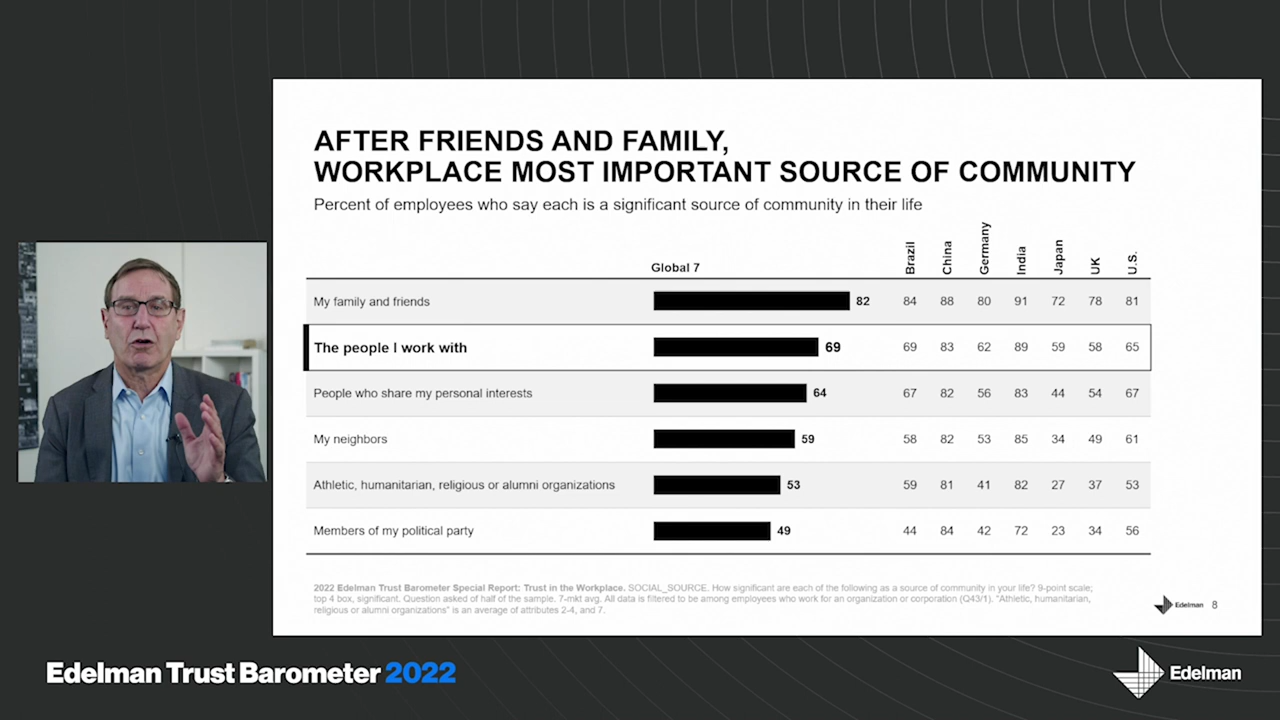 AFTER FRIENDS AND FAMILY,
WORKPLACE MOST IMPORTANT SOURCE OF COMMUNITY
Percent of employees who say each is a significant source of community in their life
Global 7 Brazil China Germany India Japan UK U.S.
My family and friends 82 84 88 80 91 72 78 81
The people I work with 69 69 83 62 89 59 58 65
People who share my personal interests 64 67 82 56 83 44 54 67
My neighbors 59 58 82 53 85 34 49 61
Athletic, humanitarian, religious or alumni organizations 53 59 81 41 82 27 37 53
Members of my political party 49 44 84 42 72 23 34 56
2022 Edelman Trust Barometer Special Report: Trust in the Workplace. SOCIAL_SOURCE. How significant are each of the following as a source of community in your life? 9-point scale;
top 4 box, significant. Question asked of half of the sample. 7-mkt avg. All data is filtered to be among employees who work for an organization or corporation (Q43/1). "Athletic, humanitarian,
religious or alumni organizations" is an average of attributes 2-4, and 7.
Edelman 8
Edelman Trust Barometer 2022
Edelman